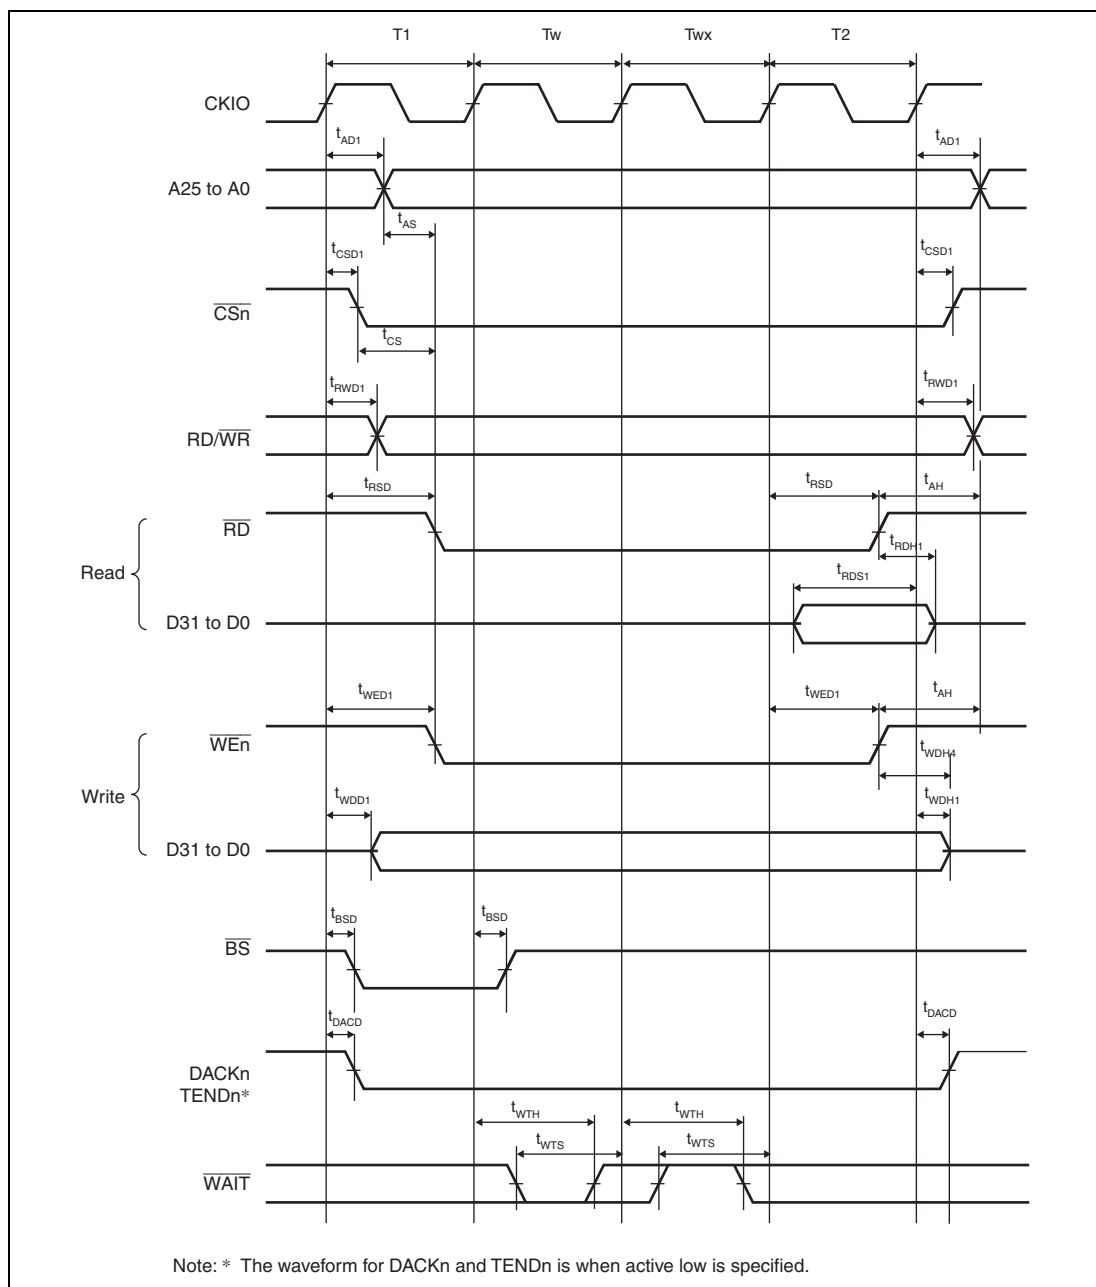 T1 Tw Twx T2
CKIO
tAD1 tAD1
A25 to A0
tAS
tCSD1 tCSD1
CSn
tCS
tRWD1 tRWD1
RD/WR
tRSD tRSD tAH
RD
tRDH1
Read
tRDS1
D31 to D0
tWED1 tWED1 tAH
WEn
tWDH4
Write
tWDD1 tWDH1
D31 to D0
tBSD tBSD
BS
tDACD tDACD
DACKn
TENDn*
tWTH tWTH
tWTS tWTS
WAIT
Note: * The waveform for DACKn and TENDn is when active low is specified.